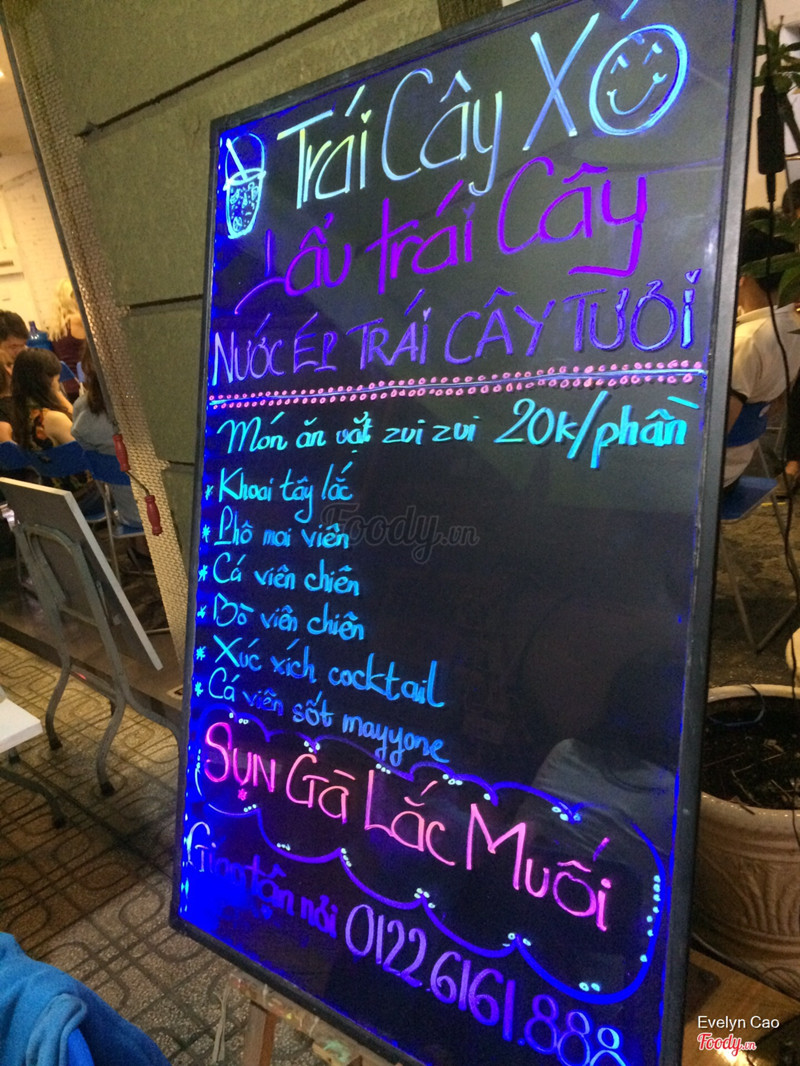 Trái Cây XÔ
Lẩu trái Cây
NƯỚC ÉP TRÁI CÂY TƯƠI
Món ăn vặt zui zui 20k/phần
* Khoai tây lắc
* Phô mai viên
* Cá viên chiên
* Bò viên chiên
* Xúc xích cocktail
* Cá viên sốt mayyone
SỤN GÀ LẮC MUỐI
Giao tận nơi 0122.6161.888
Foody.vn
Evelyn Cao
Foody.vn